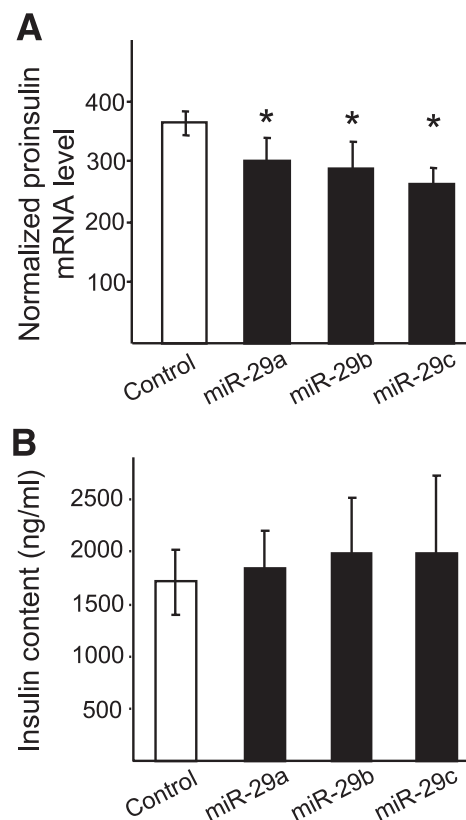 A
Normalized proinsulin
mRNA level
400
300
200
100
* * *
Control miR-29a miR-29b miR-29c
B
Insulin content (ng/ml)
2500
2000
1500
1000
500
Control miR-29a miR-29b miR-29c